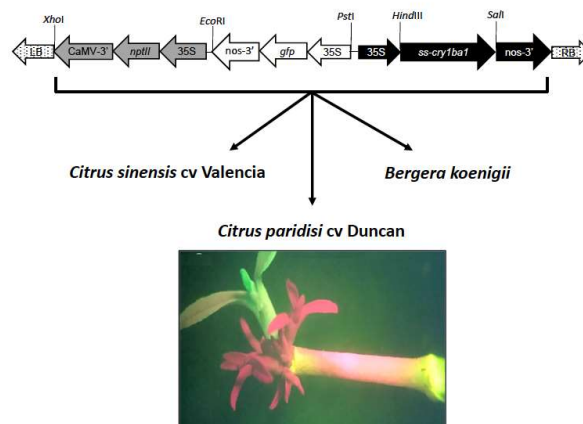 XhoI EcoRI PstI HindIII SalI
LB CaMV-3' nptII 35S nos-3' gfp 35S 35S ss-cry1ba1 nos-3' RB
Citrus sinensis cv Valencia Bergera koenigii
Citrus paridisi cv Duncan